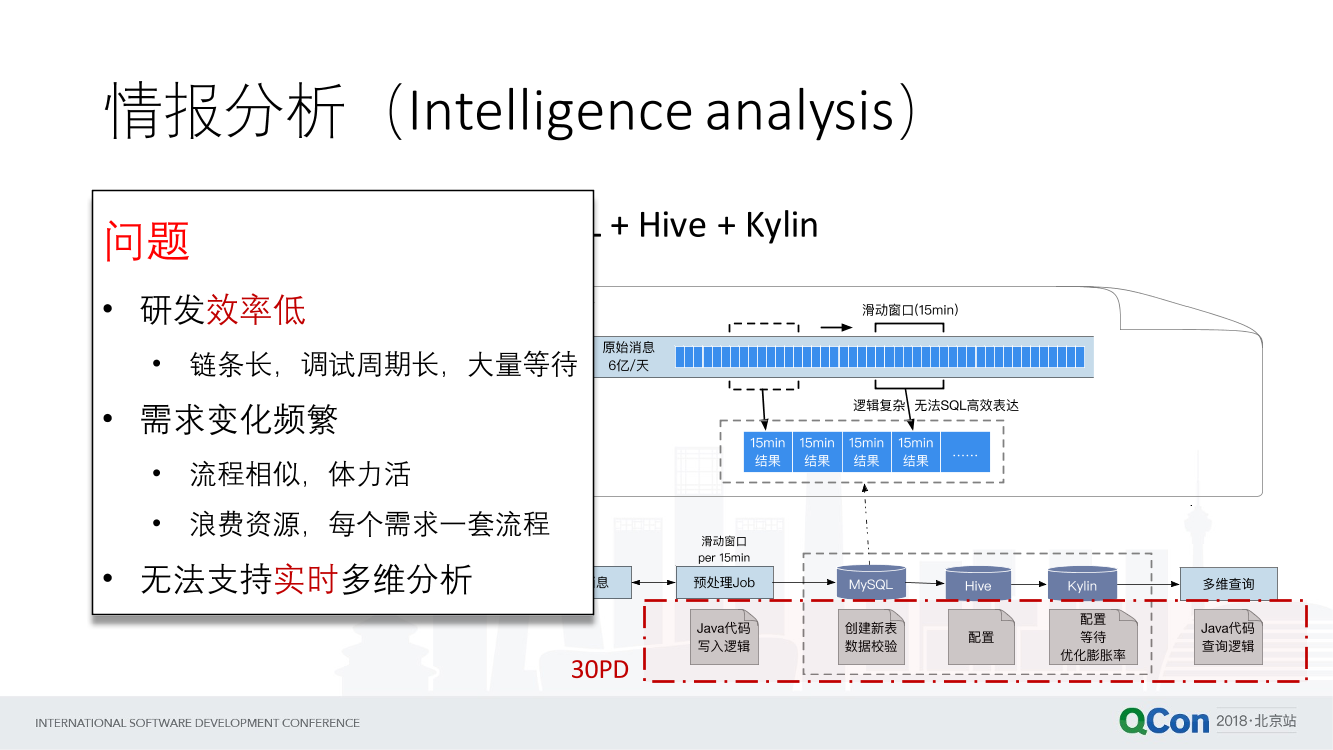 情报分析（Intelligence analysis）
+ Hive + Kylin
问题
• 研发效率低
• 链条长，调试周期长，大量等待
• 需求变化频繁
• 流程相似，体力活
• 浪费资源，每个需求一套流程
• 无法支持实时多维分析
滑动窗口(15min)
原始消息
6亿/天
逻辑复杂 无法SQL高效表达
15min
结果
15min
结果
15min
结果
15min
结果
......
滑动窗口
per 15min
息
预处理Job
MySQL
Hive
Kylin
多维查询
Java代码
写入逻辑
创建新表
数据校验
配置
配置
等待
优化膨胀率
Java代码
查询逻辑
30PD
INTERNATIONAL SOFTWARE DEVELOPMENT CONFERENCE
QCon 2018·北京站